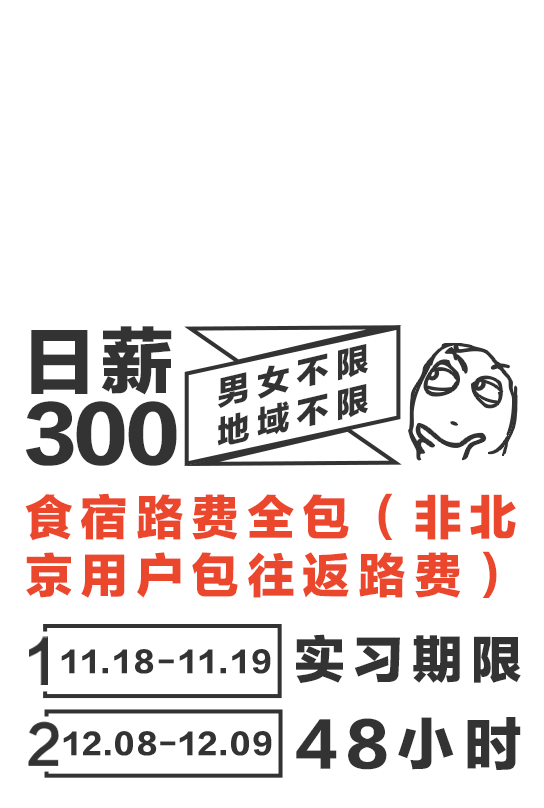 日薪
300
男女不限
地域不限
食宿路费全包（非北
京用户包往返路费）
1 11.18-11.19 实习期限
2 12.08-12.09 48小时